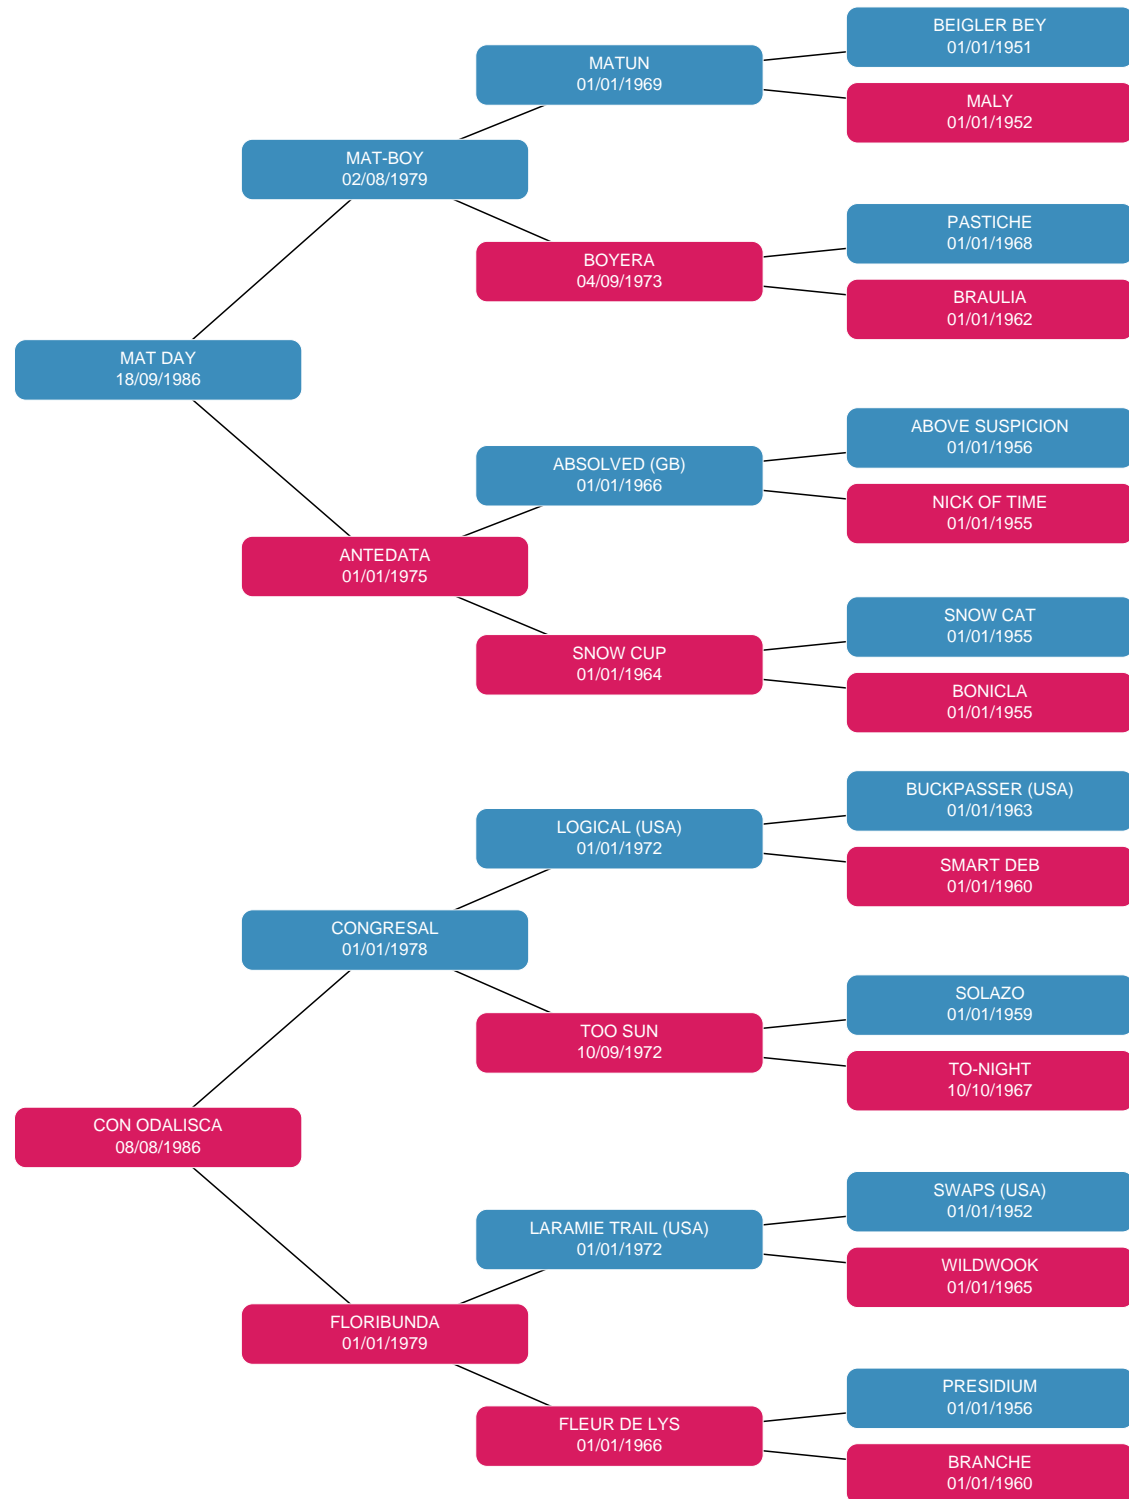 BEIGLER BEY
01/01/1951
MATUN
01/01/1969
MALY
01/01/1952
MAT-BOY
02/08/1979
PASTICHE
01/01/1968
BOYERA
04/09/1973
BRAULIA
01/01/1962
MAT DAY
18/09/1986
ABOVE SUSPICION
01/01/1956
ABSOLVED (GB)
01/01/1966
NICK OF TIME
01/01/1955
ANTEDATA
01/01/1975
SNOW CAT
01/01/1955
SNOW CUP
01/01/1964
BONICLA
01/01/1955
BUCKPASSER (USA)
01/01/1963
LOGICAL (USA)
01/01/1972
SMART DEB
01/01/1960
CONGRESAL
01/01/1978
SOLAZO
01/01/1959
TOO SUN
10/09/1972
TO-NIGHT
10/10/1967
CON ODALISCA
08/08/1986
SWAPS (USA)
01/01/1952
LARAMIE TRAIL (USA)
01/01/1972
WILDWOOK
01/01/1965
FLORIBUNDA
01/01/1979
PRESIDIUM
01/01/1956
FLEUR DE LYS
01/01/1966
BRANCHE
01/01/1960